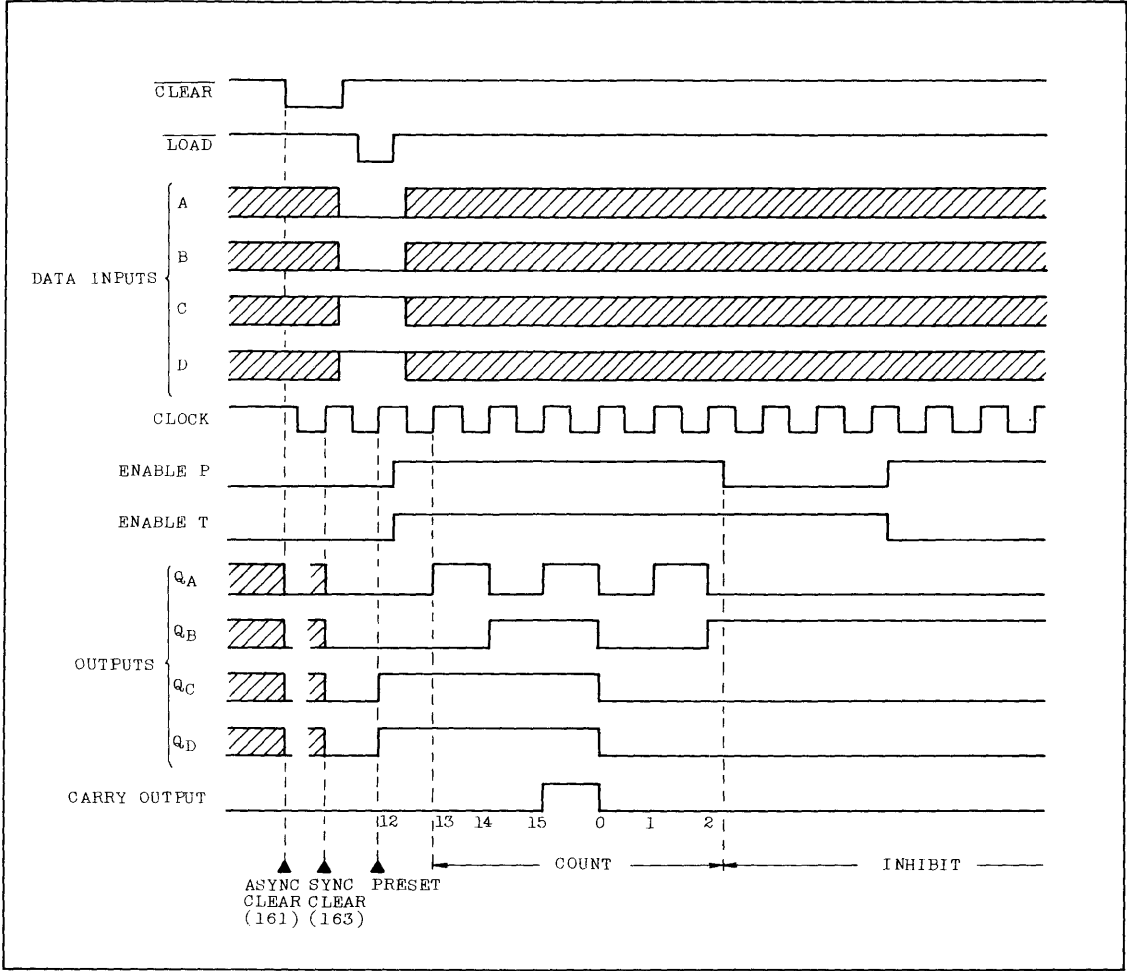 CLEAR
LOAD
A
B
DATA INPUTS
C
D
CLOCK
ENABLE P
ENABLE T
QA
QB
OUTPUTS
QC
QD
CARRY OUTPUT
12 13 14 15 0 1 2
COUNT INHIBIT
ASYNC SYNC PRESET
CLEAR CLEAR
(161) (163)